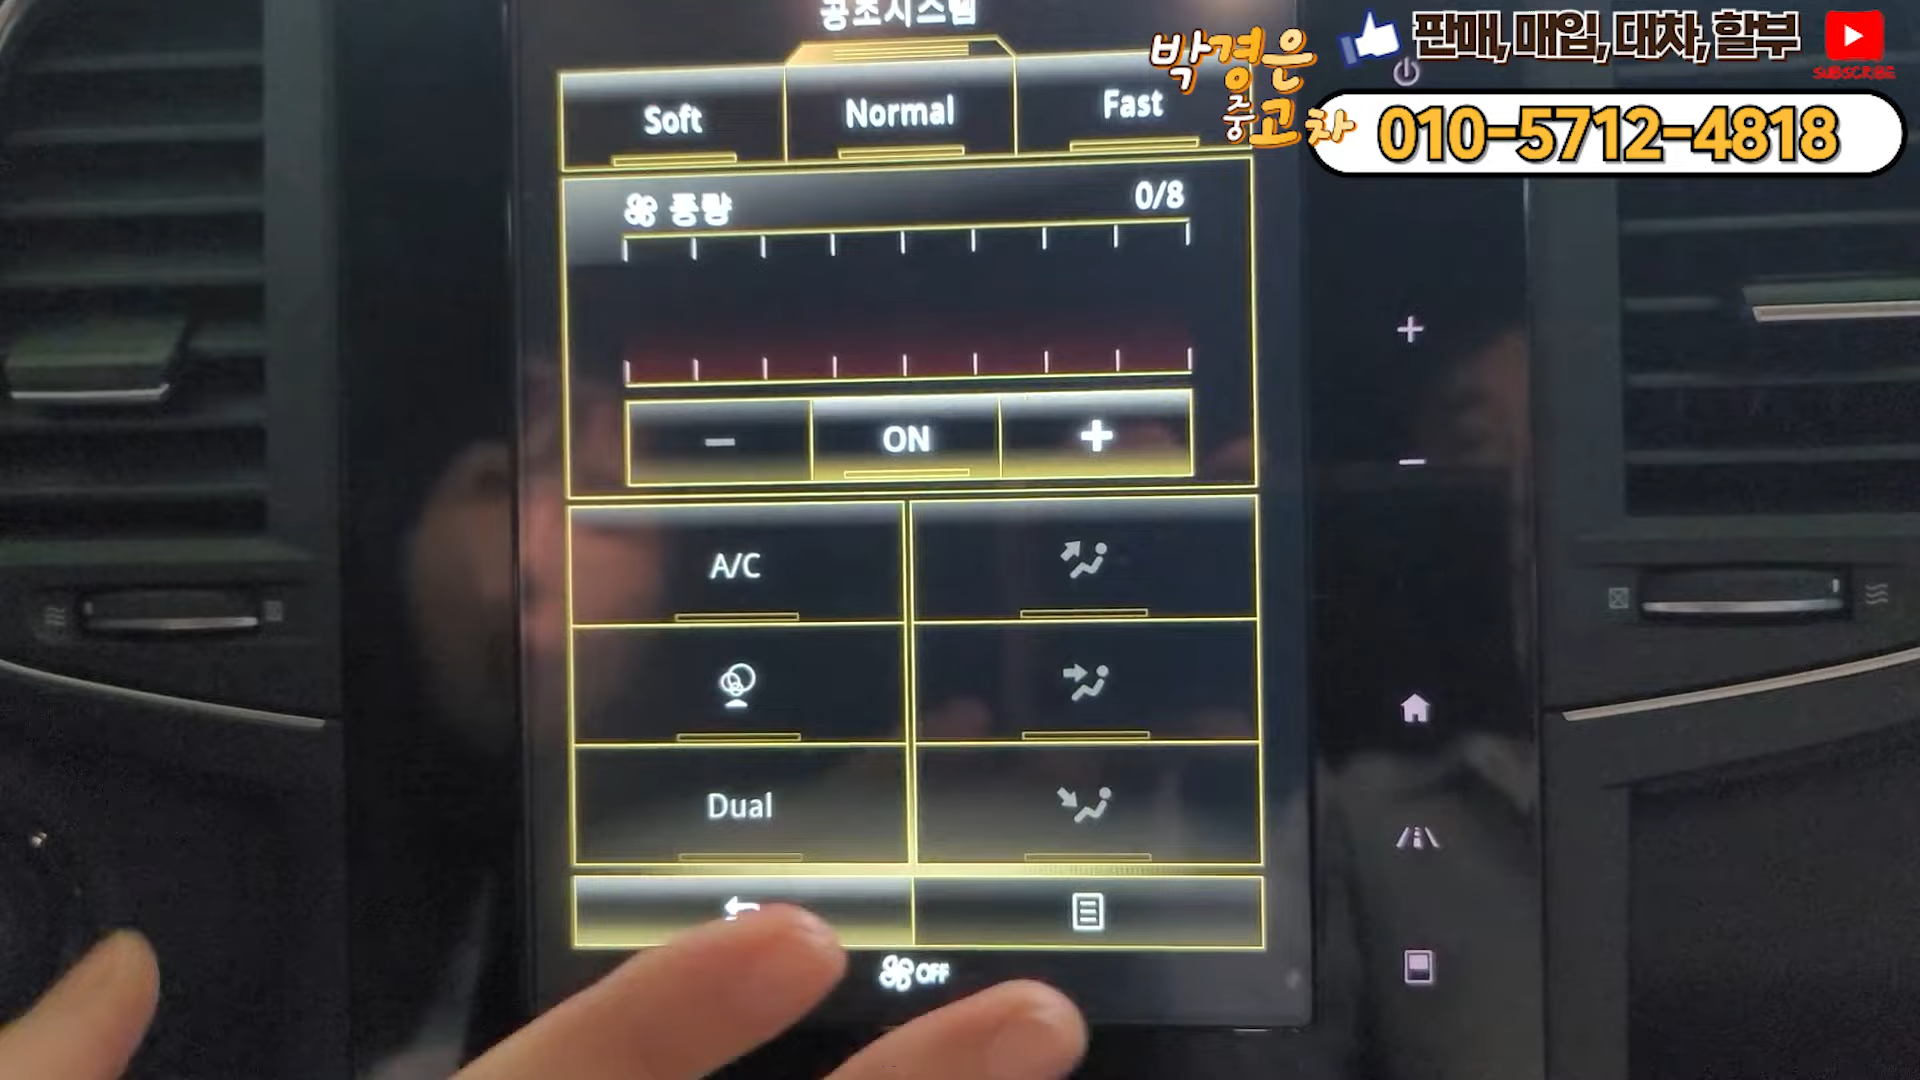 공조시스템
박경은
중고차
판매, 매입, 대차, 할부
SUBSCRIBE
010-5712-4818
Soft
Normal
Fast
풍량
0/8
ON
A/C
Dual
OFF